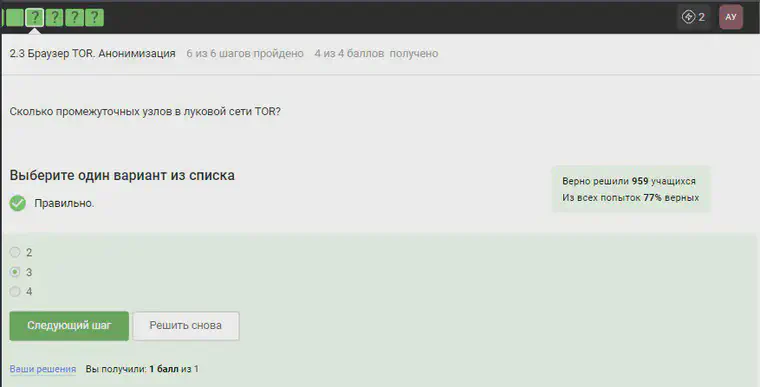 ? ? ? ?
2
АУ
2.3 Браузер TOR. Анонимизация 6 из 6 шагов пройдено 4 из 4 баллов получено
Сколько промежуточных узлов в луковой сети TOR?
Выберите один вариант из списка
Правильно.
Верно решили 959 учащихся
Из всех попыток 77% верных
2
3
4
Следующий шаг
Решить снова
Ваши решения Вы получили: 1 балл из 1